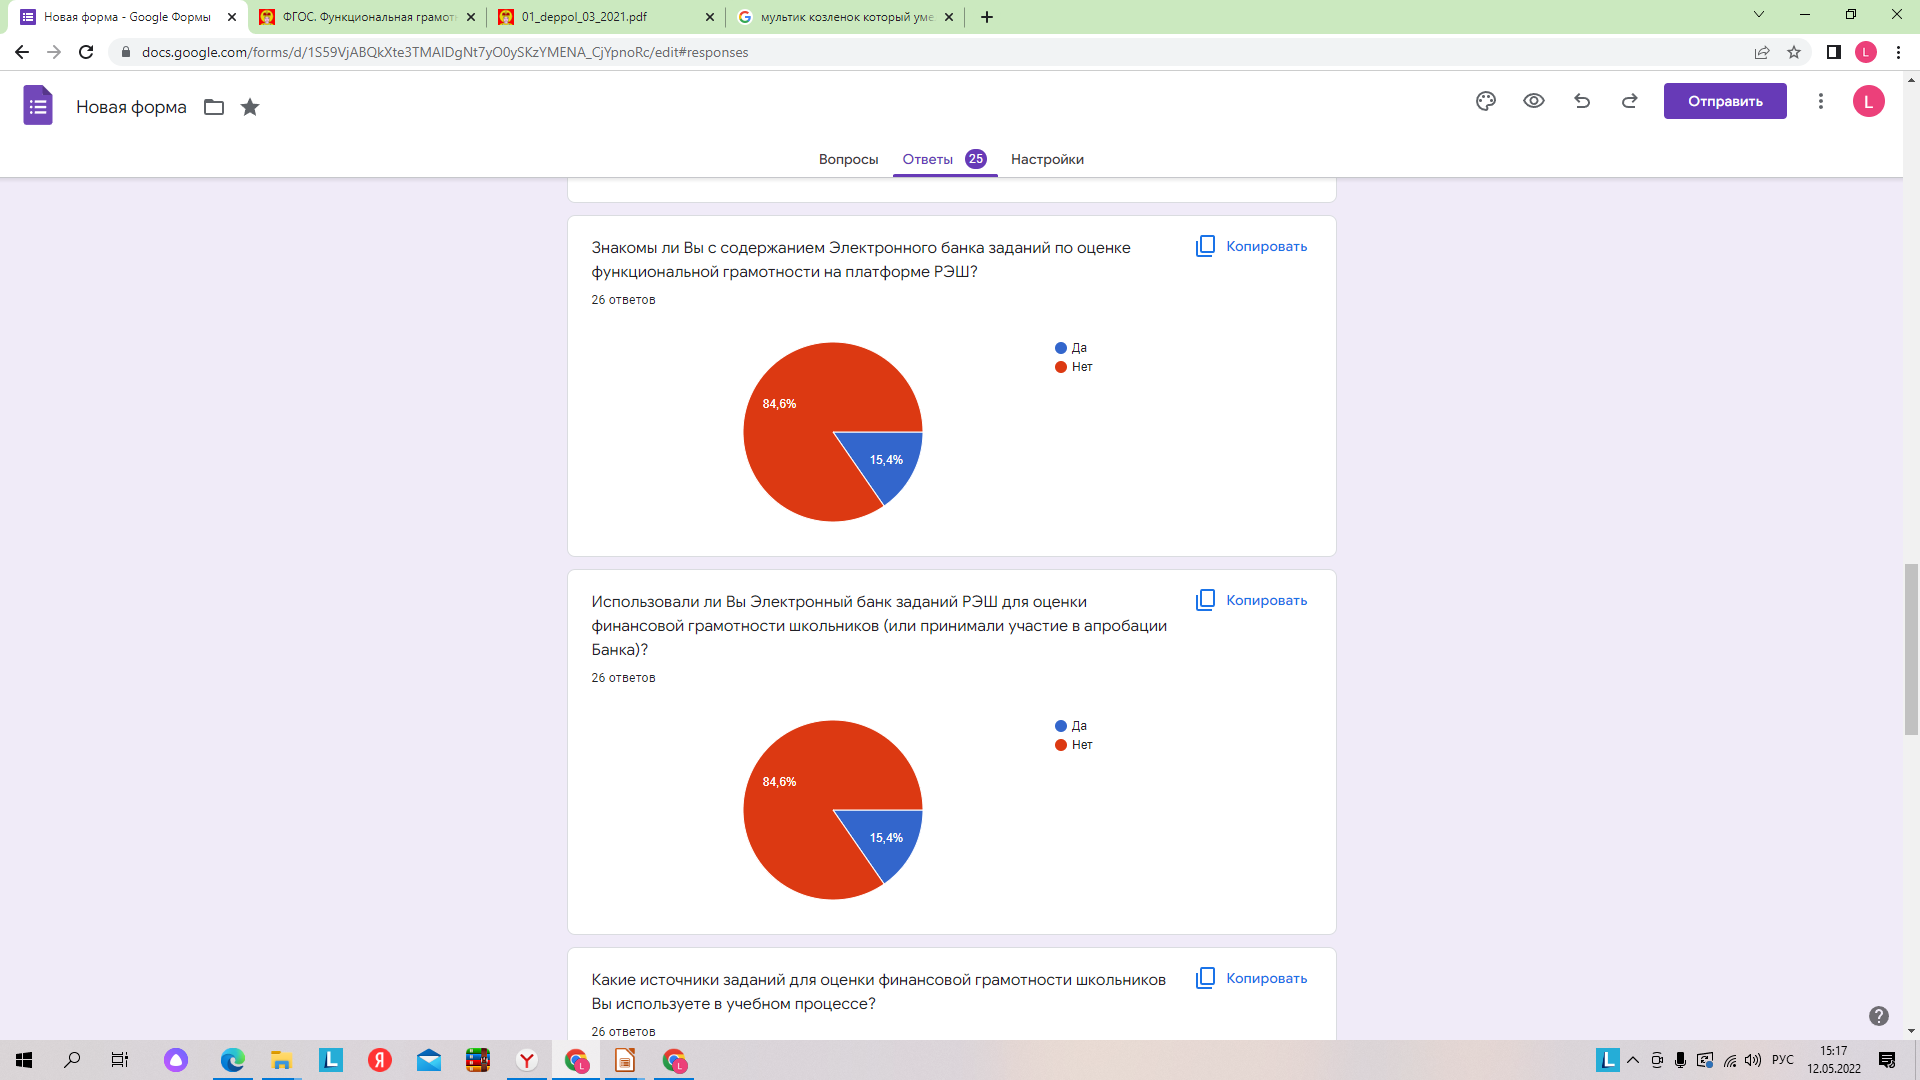 Новая форма - Google Формы
ФГОС. Функциональная грамот
01_deppol_03_2021.pdf
мультик козленок который уме
docs.google.com/forms/d/1S59VjABQkXte3TMAlDgNt7yO0ySKzYMENA_CjYpnoRc/edit#responses
L
Новая форма
Отправить
L
Вопросы
Ответы 25
Настройки
Знакомы ли Вы с содержанием Электронного банка заданий по оценке
функциональной грамотности на платформе РЭШ?
Копировать
26 ответов
Да
Нет
84,6%
15,4%
Использовали ли Вы Электронный банк заданий РЭШ для оценки
финансовой грамотности школьников (или принимали участие в апробации
Банка)?
Копировать
26 ответов
Да
Нет
84,6%
15,4%
Какие источники заданий для оценки финансовой грамотности школьников
Вы используете в учебном процессе?
Копировать
26 ответов
РУС
15:17
12.05.2022